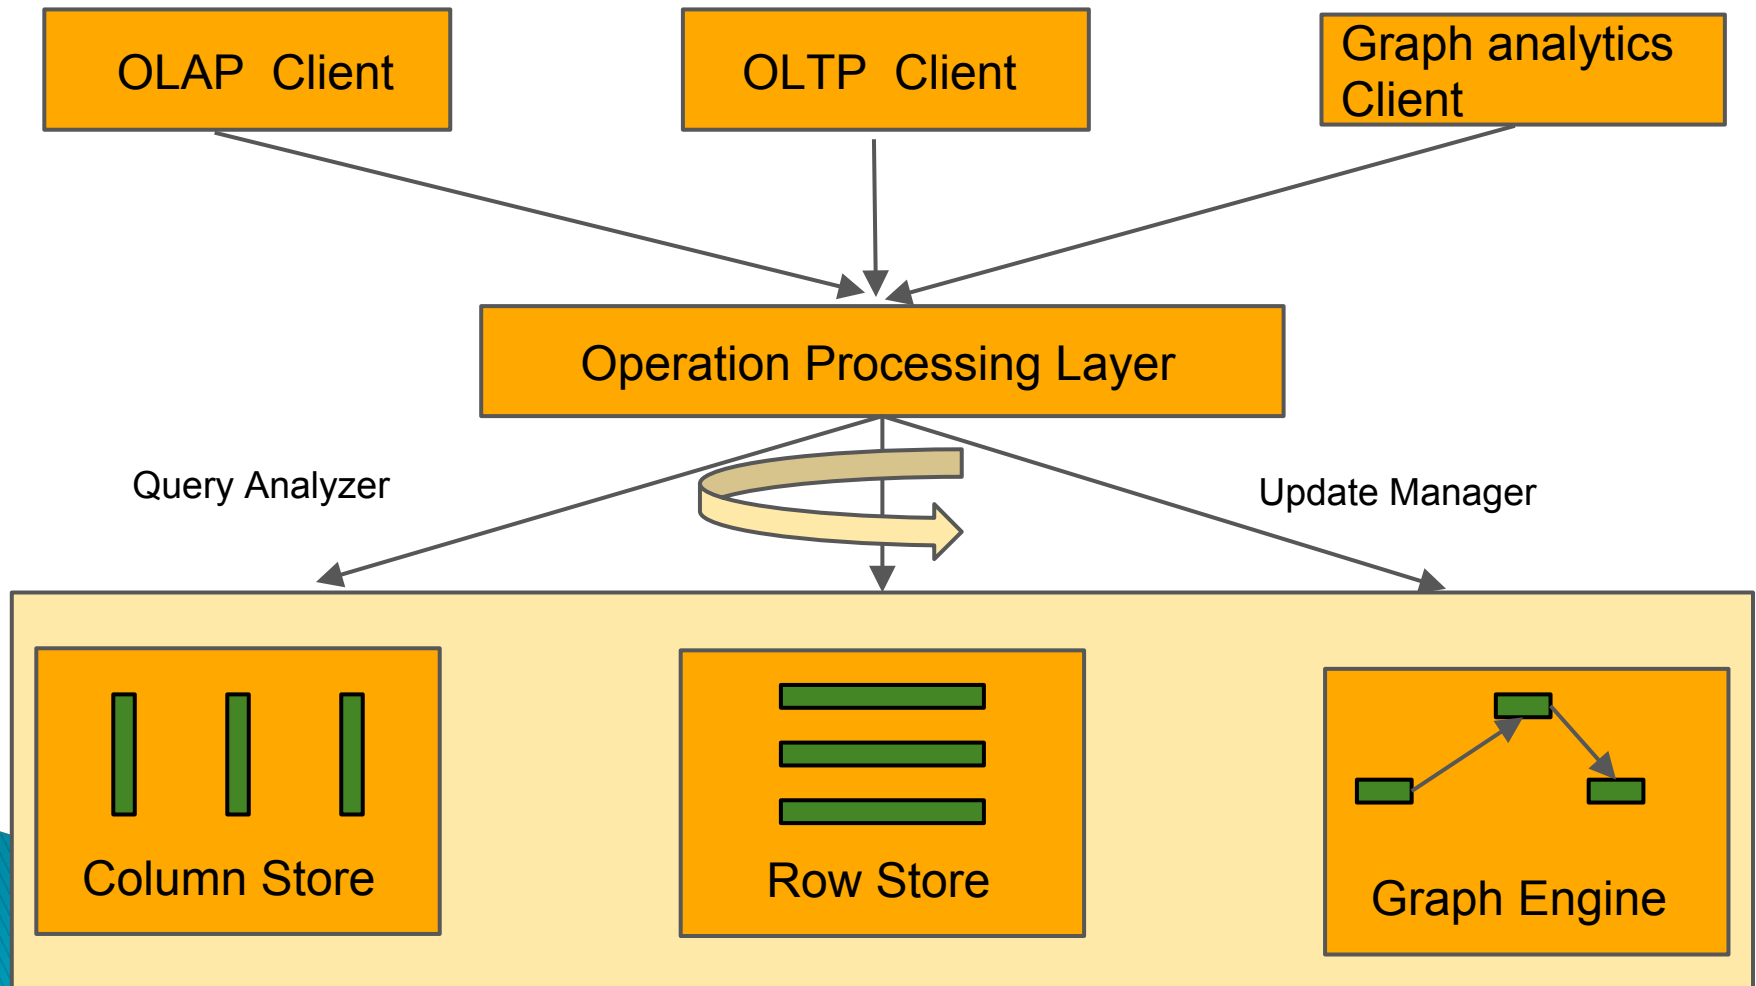 OLAP  Client
OLTP  Client
Graph analytics
Client
Operation Processing Layer
Query Analyzer
Update Manager
Column Store
Row Store
Graph Engine